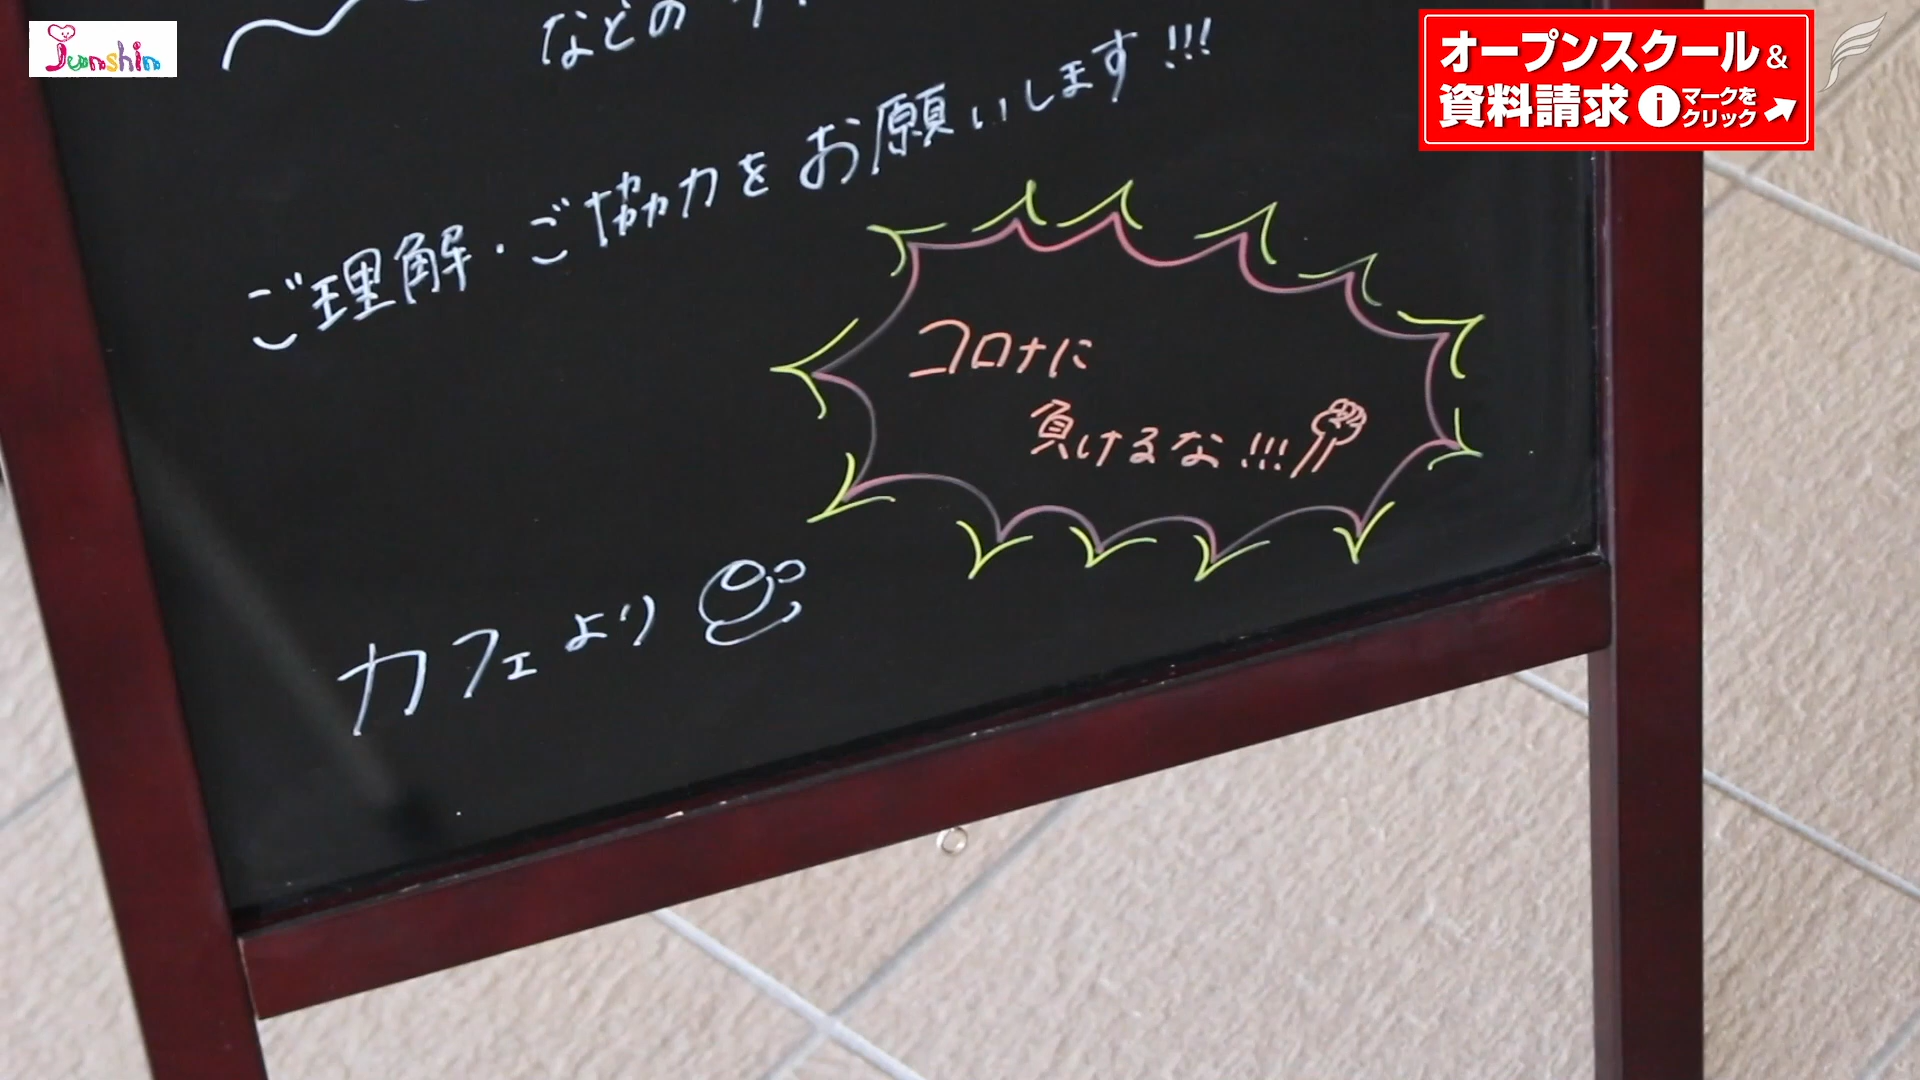 Junshin
オープンスクール&
資料請求 i マークを
クリック
などの
ご理解・ご協力をお願いします!!!
コロナに
負けるな!!!
カフェより